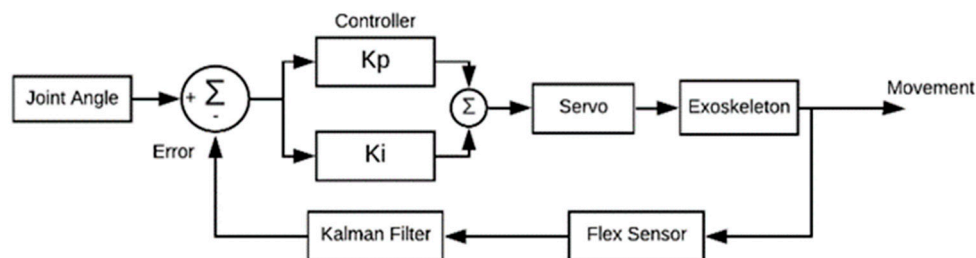 Controller
Kp
Joint Angle
+ Σ
-
Σ
Servo
Exoskeleton
Movement
Error
Ki
Kalman Filter
Flex Sensor